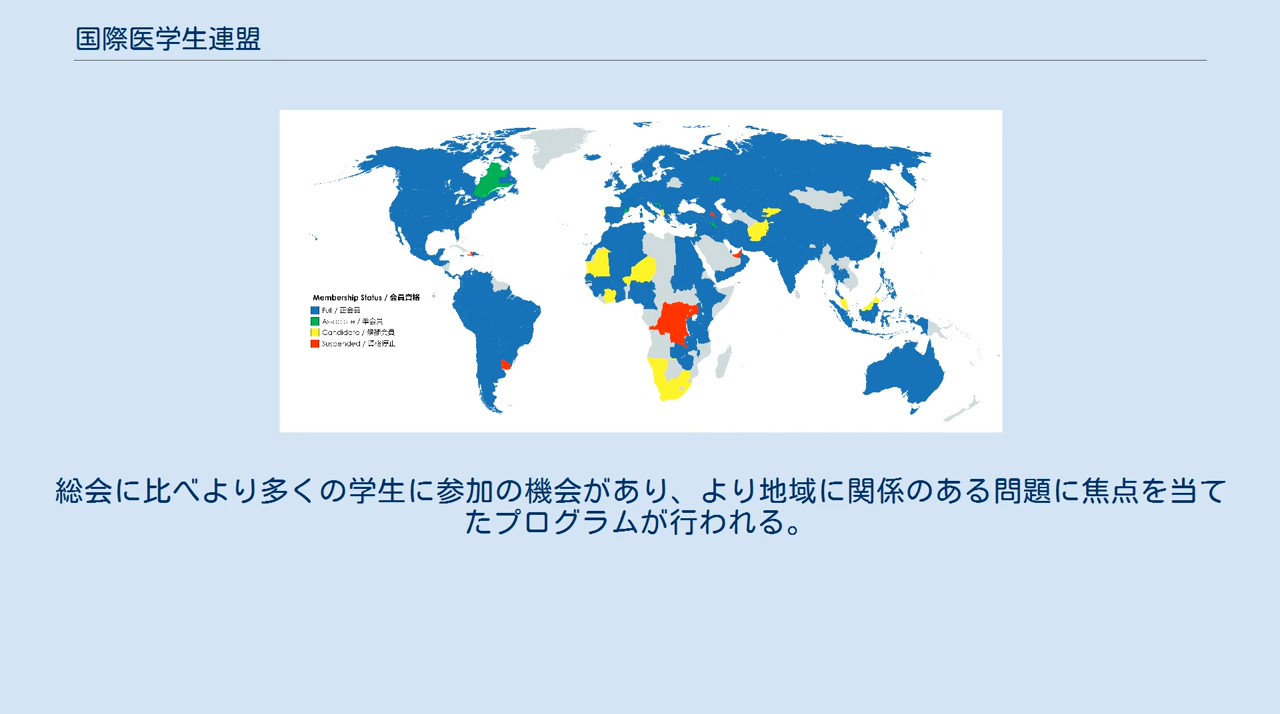 国際医学生連盟
Membership Status / 会員資格
Full / 正会員
Associate / 準会員
Candidate / 候補会員
Suspended / 資格停止
総会に比べより多くの学生に参加の機会があり、より地域に関係のある問題に焦点を当て
たプログラムが行われる。